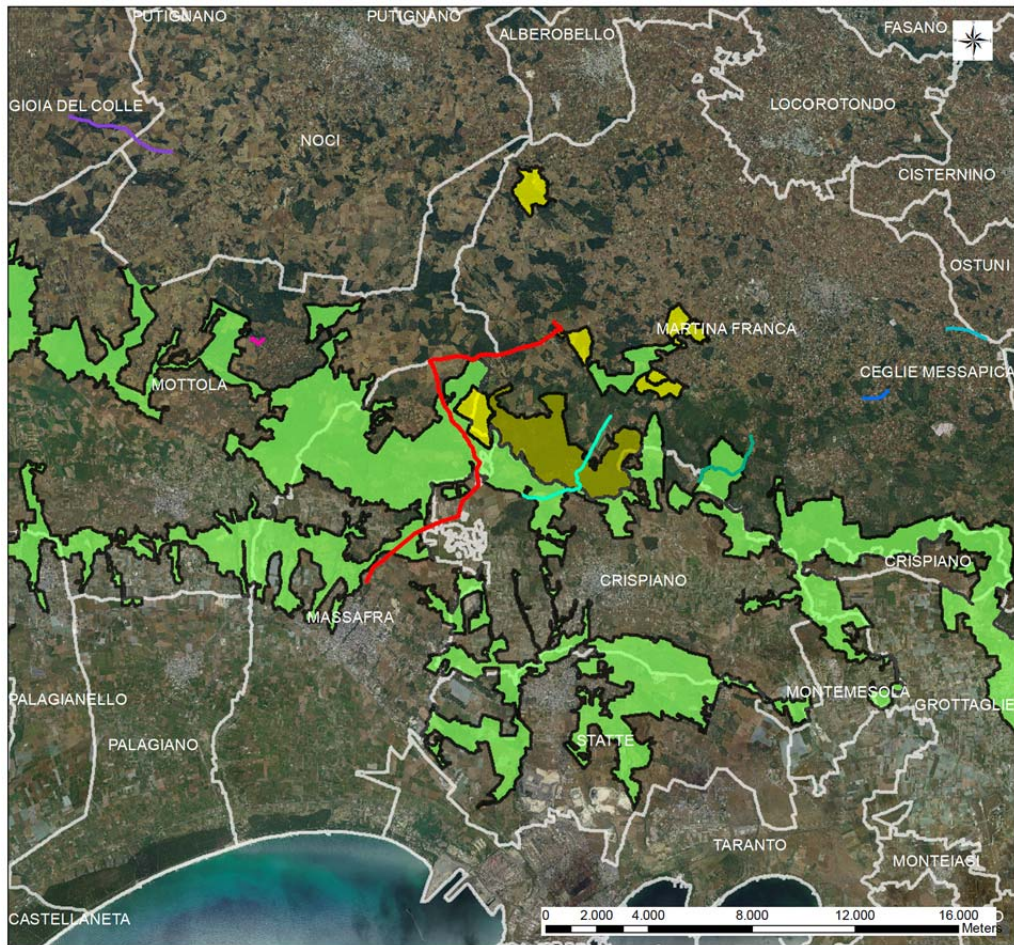 PUTIGNANO
PUTIGNANO
ALBEROBELLO
FASANO
GIOIA DEL COLLE
LOCOROTONDO
NOCI
CISTERNINO
OSTUNI
MARTINA FRANCA
CEGLIE MESSAPICA
MOTTOLA
CRISPIANO
CRISPIANO
MASSAFRA
PALAGIANELLO
MONTEMESOLA
GROTTAGLIE
PALAGIANO
STATTE
TARANTO
MONTEIASI
CASTELLANETA
0 2.000 4.000 8.000 12.000 16.000
Meters